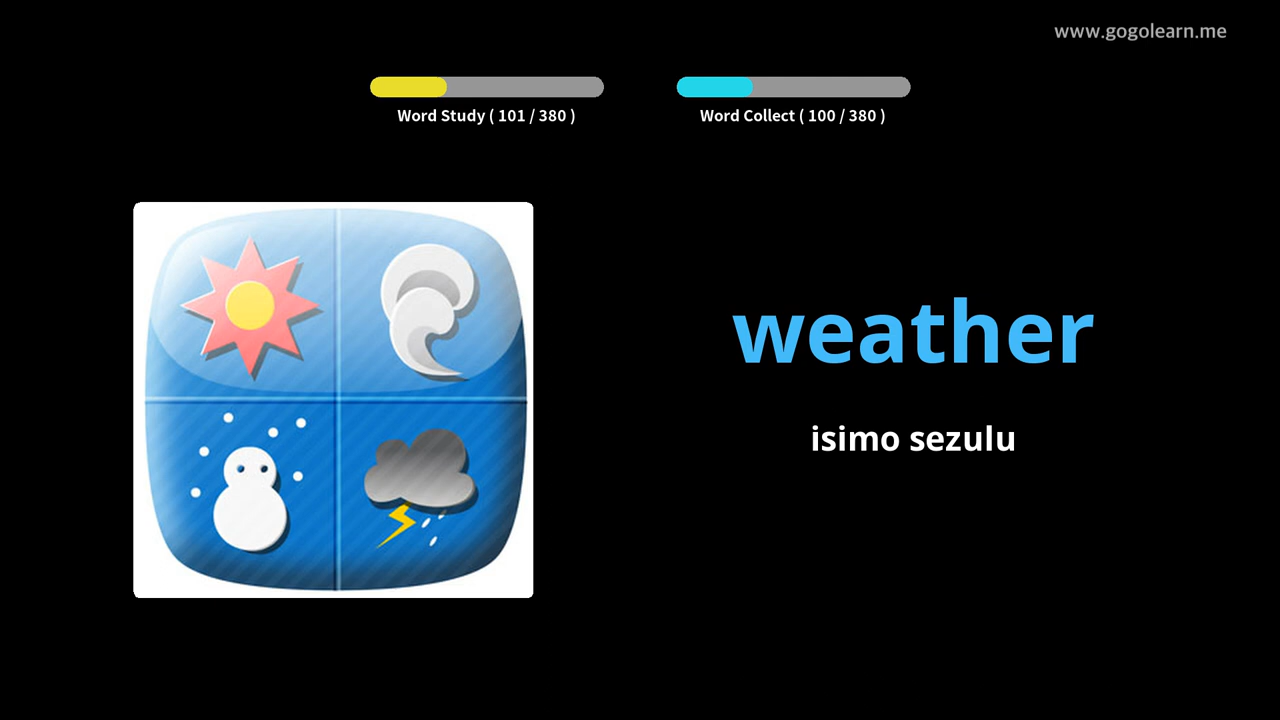 www.gogolearn.me
Word Study ( 101 / 380 )
Word Collect ( 100 / 380 )
weather
isimo sezulu